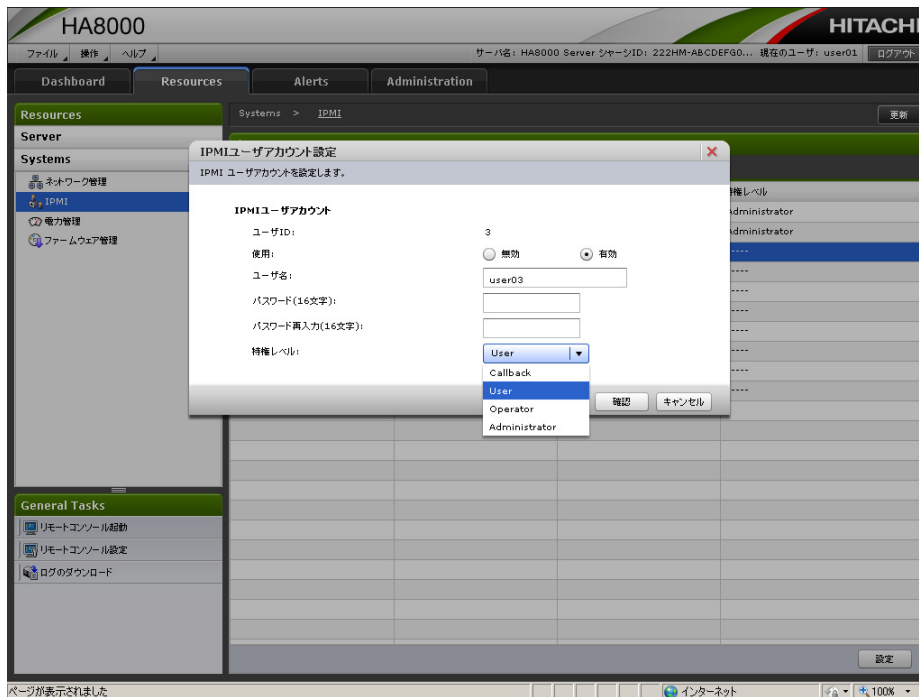 HA8000
HITACHI
ファイル 操作 ヘルプ サーバ名: HA8000 Server シャーシID: 222HM-ABCDEFG0... 現在のユーザ: user01 ログアウト
Dashboard Resources Alerts Administration
Resources
Systems > IPMI 更新
Server
Systems
ネットワーク管理
IPMI
電力管理
ファームウェア管理
IPMIユーザアカウント設定
IPMI ユーザアカウントを設定します。
IPMIユーザアカウント
ユーザID: 3
使用: 無効 有効
ユーザ名: user03
パスワード(16文字):
パスワード再入力(16文字):
特権レベル: User
Callback
User
Operator
Administrator
確認 キャンセル
特権レベル
Administrator
Administrator
----
----
----
----
----
----
----
----
General Tasks
リモートコンソール起動
リモートコンソール設定
ログのダウンロード
設定
ページが表示されました インターネット 100%